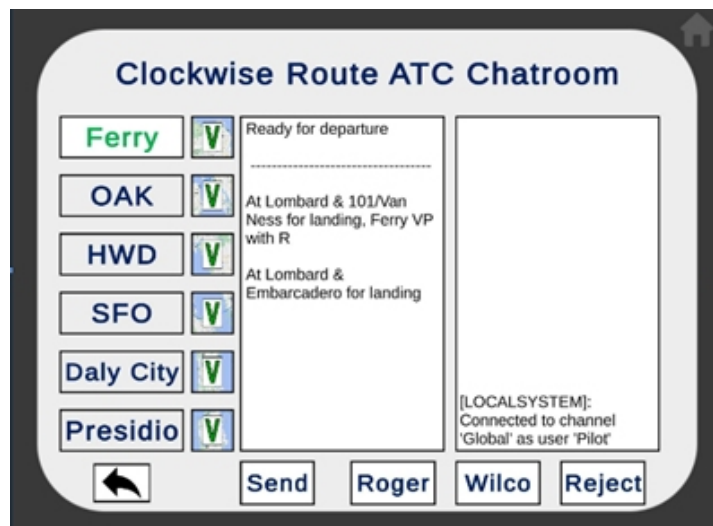 Clockwise Route ATC Chatroom
Ferry
V
OAK
V
HWD
V
SFO
V
Daly City
V
Presidio
V
Ready for departure
------------------------------------
At Lombard & 101/Van
Ness for landing, Ferry VP
with R
At Lombard &
Embarcadero for landing
[LOCALSYSTEM]:
Connected to channel
'Global' as user 'Pilot'
Send
Roger
Wilco
Reject